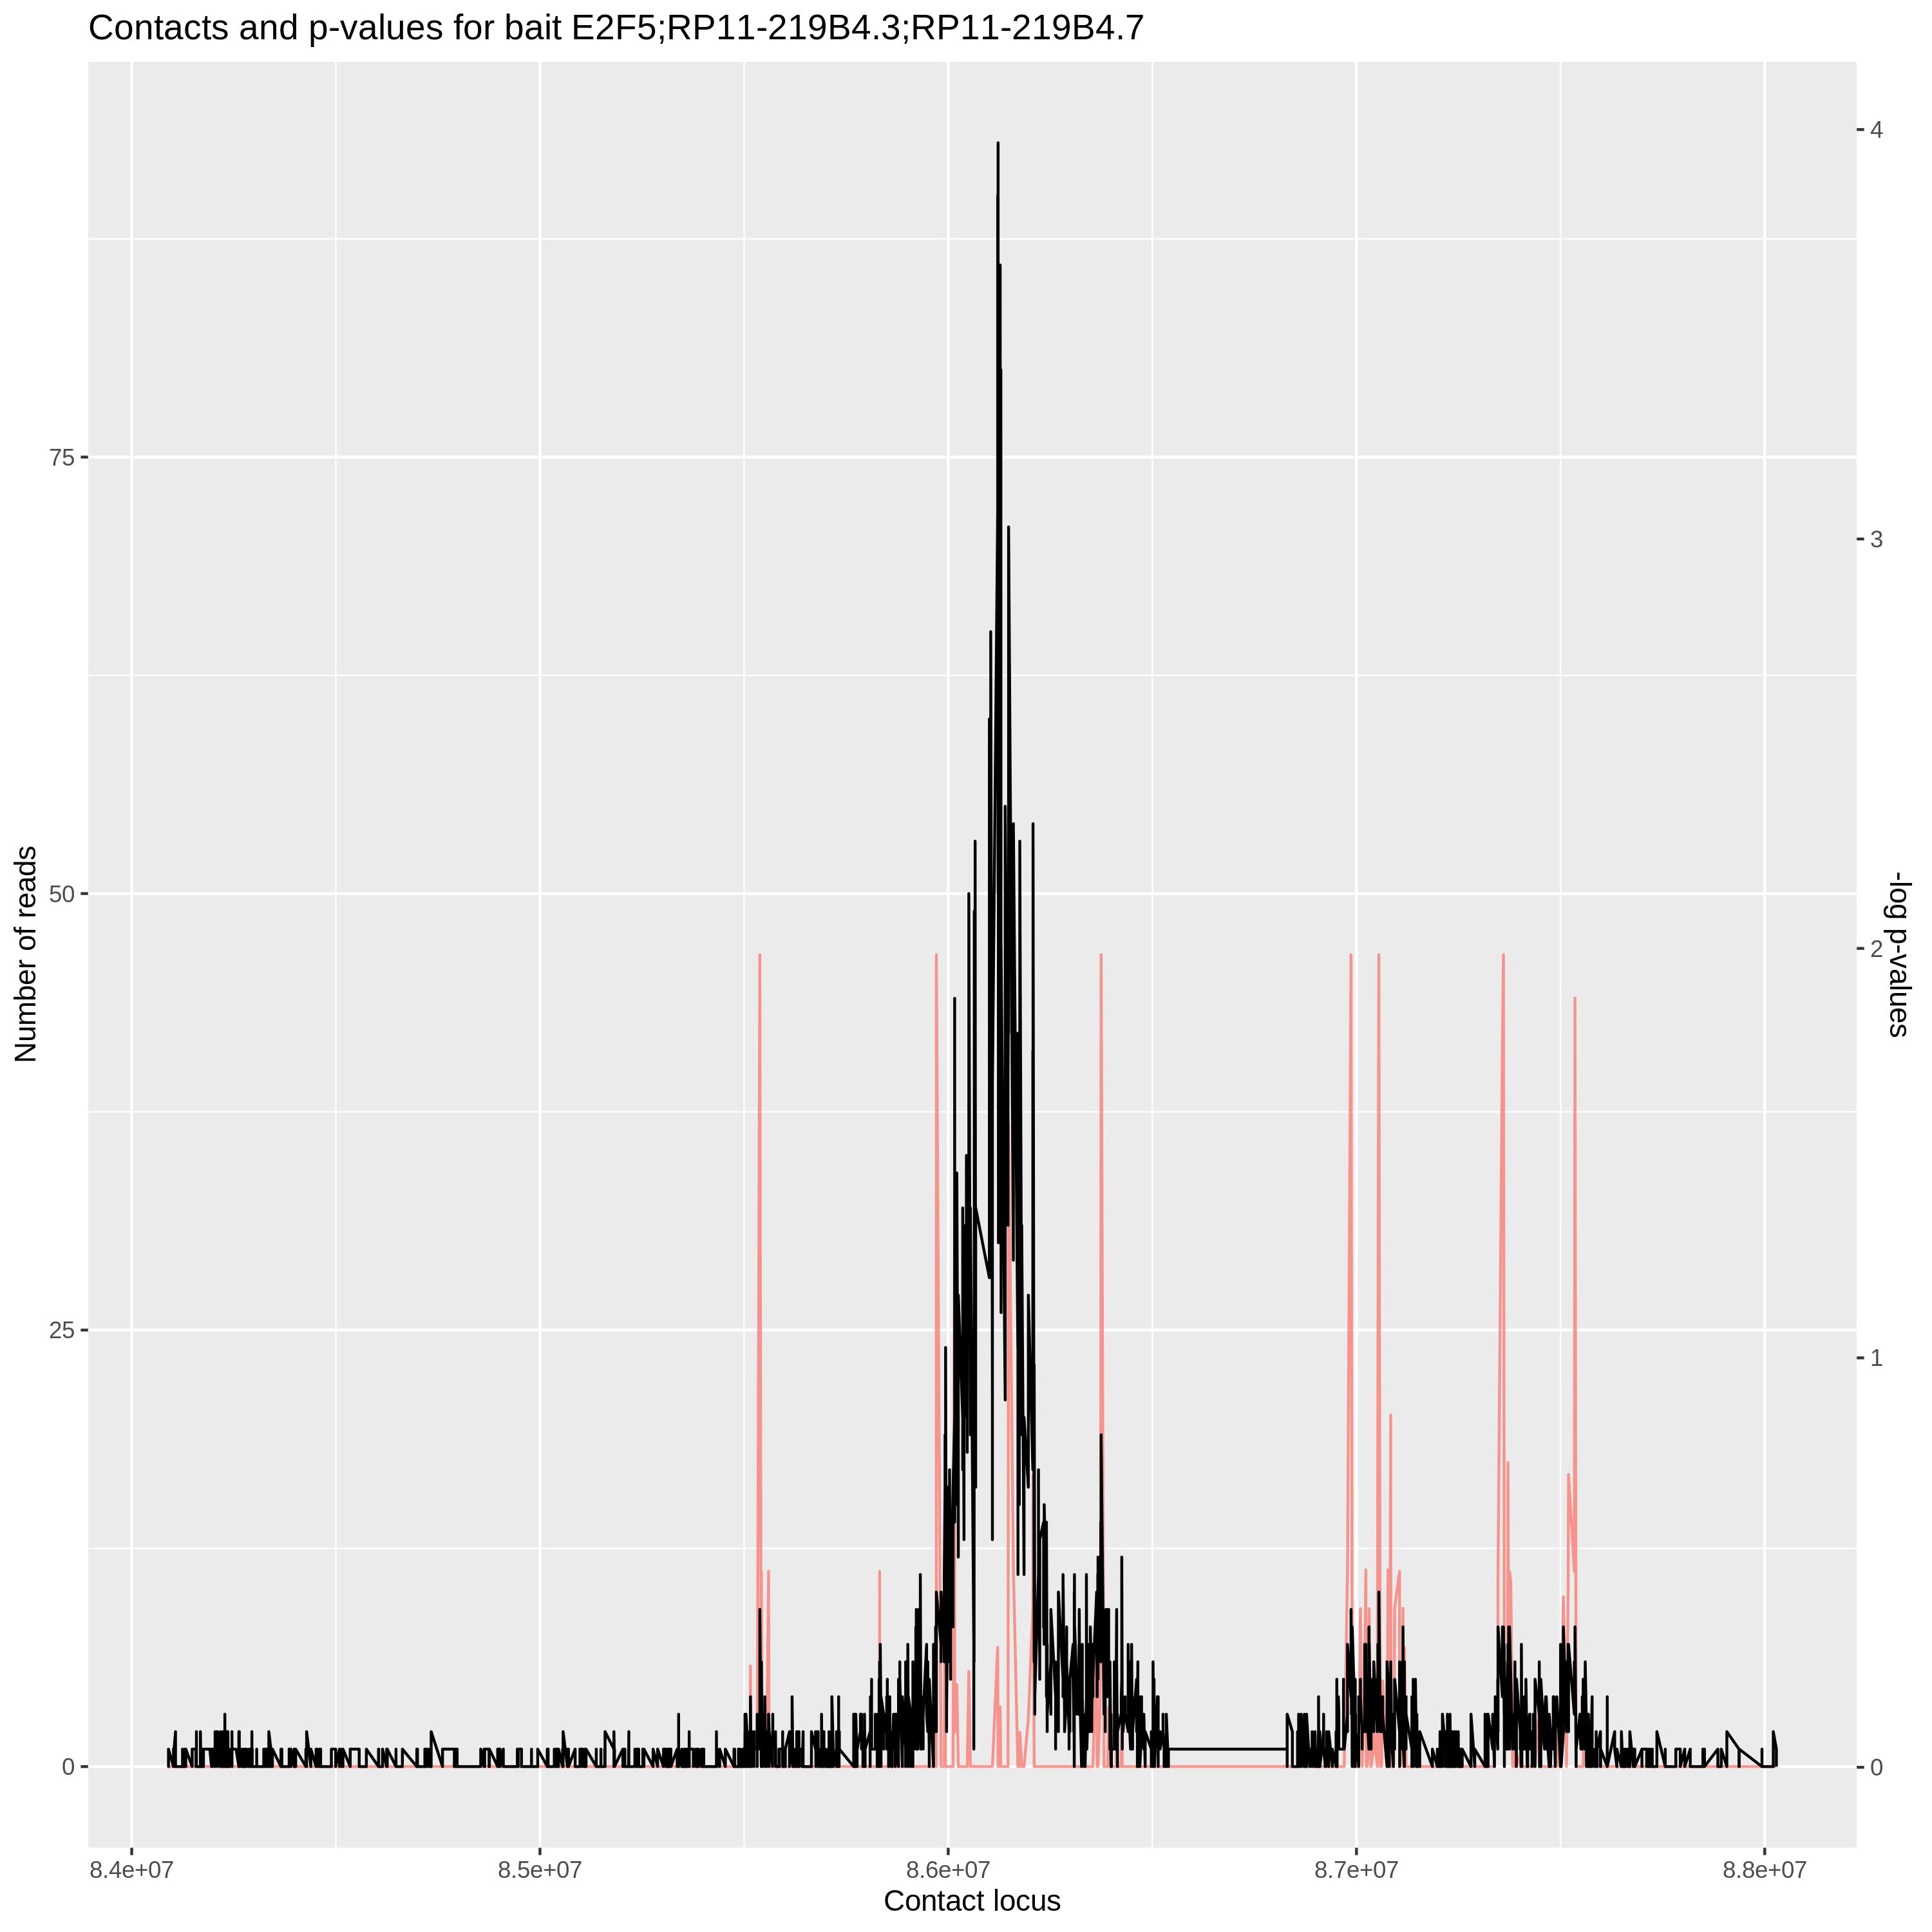 Contacts and p-values for bait E2F5;RP11-219B4.3;RP11-219B4.7
Number of reads
75
50
25
0
4
3
2
1
0
-log p-values
8.4e+07 8.5e+07 8.6e+07 8.7e+07 8.8e+07
Contact locus